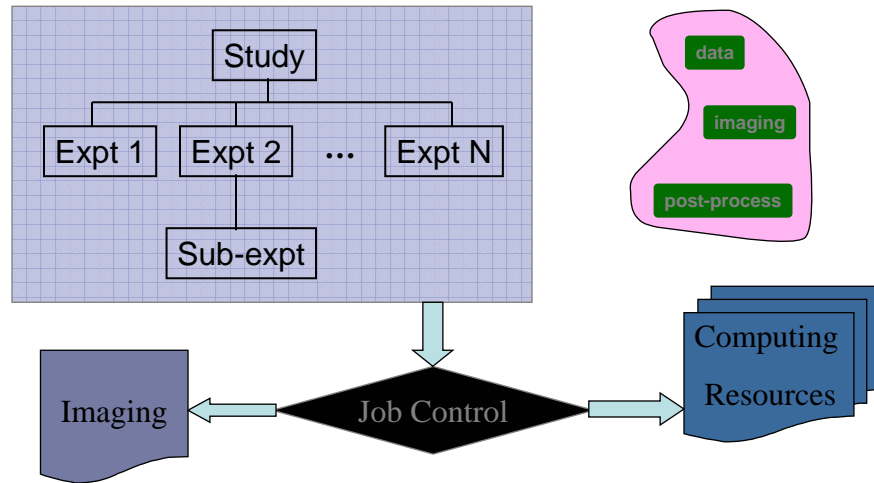 Study
Expt 1
Expt 2
...
Expt N
Sub-expt
data
imaging
post-process
Imaging
Job Control
Computing
Resources